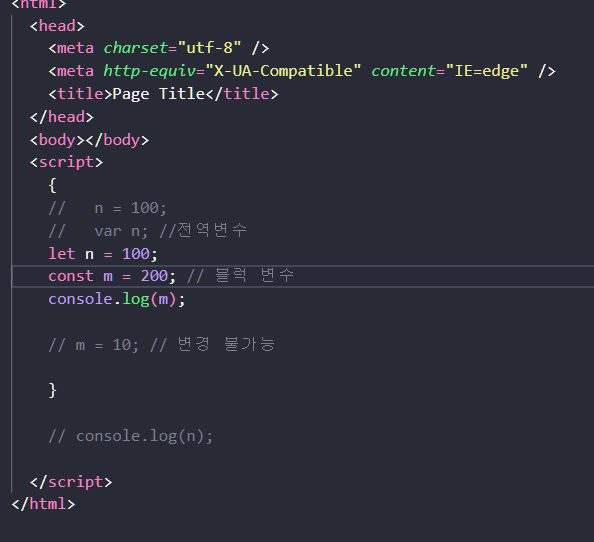 <html>
<head>
<meta charset="utf-8" />
<meta http-equiv="X-UA-Compatible" content="IE=edge" />
<title>Page Title</title>
</head>
<body></body>
<script>
{
//   n = 100;
//   var n; //전역변수
let n = 100;
const m = 200; // 블럭 변수
console.log(m);
// m = 10; // 변경 불가능
}
// console.log(n);
</script>
</html>